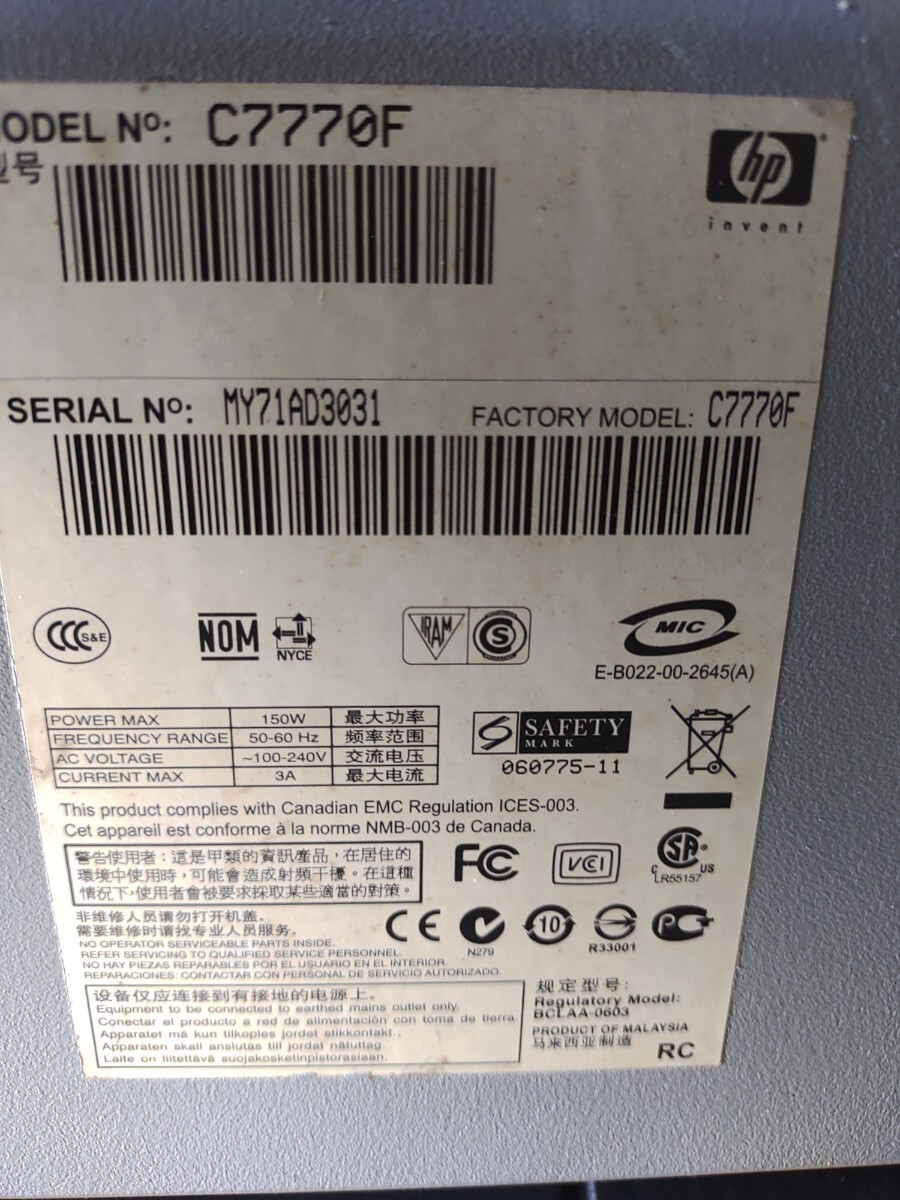 ODEL Nº: C7770F
号
hp
invent
SERIAL Nº: MY71AD3031 FACTORY MODEL: C7770F
CCC S&E
NOM
NYCE
IRAM
S
MIC
E-B022-00-2645(A)
POWER MAX 150W 最大功率
FREQUENCY RANGE 50-60 Hz 频率范围
AC VOLTAGE ~100-240V 交流电压
CURRENT MAX 3A 最大电流
SAFETY
MARK
060775-11
This product complies with Canadian EMC Regulation ICES-003.
Cet appareil est conforme à la norme NMB-003 de Canada.
警告使用者：這是甲類的資訊產品，在居住的
環境中使用時，可能會造成射頻干擾。在這種
情況下，使用者會被要求採取某些適當的對策。
FC
VCI
SA
C US
LR55157
非维修人员请勿打开机盖。
需要维修时请找专业人员服务。
NO OPERATOR SERVICEABLE PARTS INSIDE.
REFER SERVICING TO QUALIFIED SERVICE PERSONNEL.
NO HAY PIEZAS REPARABLES POR EL USUARIO EN EL INTERIOR.
REPARACIONES: CONTACTAR CON PERSONAL DE SERVICIO AUTORIZADO.
CE
N279
10
R33001
设备仅应连接到有接地的电源上。
Equipment to be connected to earthed mains outlet only.
Conectar el producto a red de alimentación con toma de tierra.
Apparatet må kun tilkoples jordet stikkontakt.
Apparaten skall anslutas till jordat nätuttag.
Laite on liitettävä suojakosketinpistorasiaan.
规定型号:
Regulatory Model:
BCLAA-0603
PRODUCT OF MALAYSIA
马来西亚制造
RC